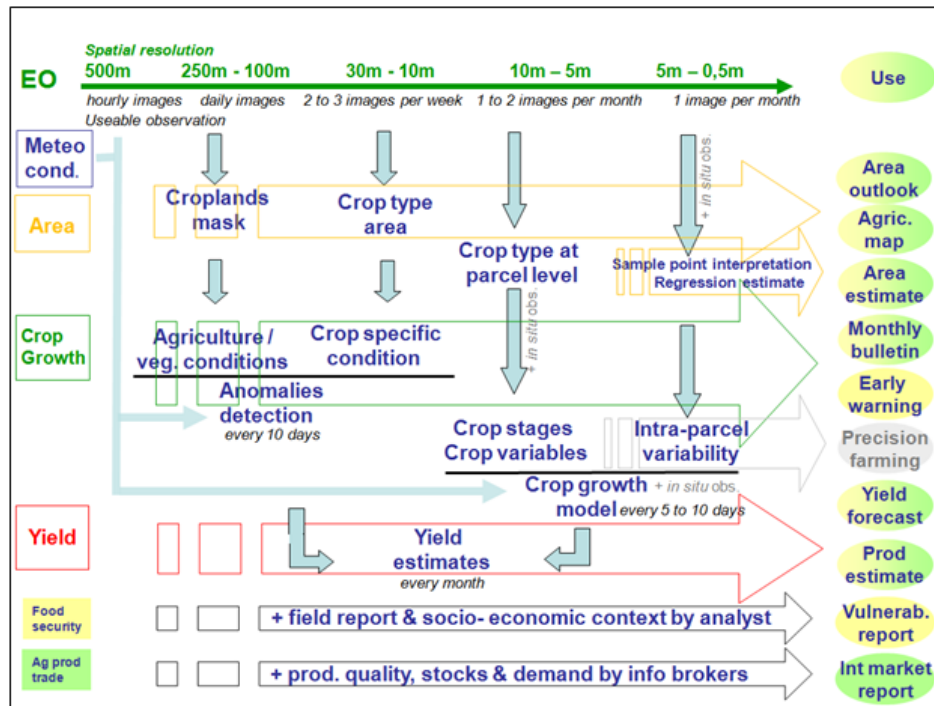 Spatial resolution
EO
500m
250m - 100m
30m - 10m
10m – 5m
5m – 0,5m
Use
hourly images
daily images
2 to 3 images per week
1 to 2 images per month
1 image per month
Useable observation
Meteo
cond.
+ in situ obs.
Area
Croplands
mask
Crop type
area
Crop type at
parcel level
Sample point interpretation
Regression estimate
Area
outlook
Agric.
map
Area
estimate
Crop
Growth
Agriculture /
veg. conditions
Crop specific
condition
+ in situ obs.
Monthly
bulletin
Anomalies
detection
every 10 days
Early
warning
Crop stages
Crop variables
Intra-parcel
variability
Precision
farming
Crop growth
model
+ in situ obs.
every 5 to 10 days
Yield
forecast
Yield
Yield
estimates
every month
Prod
estimate
Food
security
+ field report & socio- economic context by analyst
Vulnerab.
report
Ag prod
trade
+ prod. quality, stocks & demand by info brokers
Int market
report